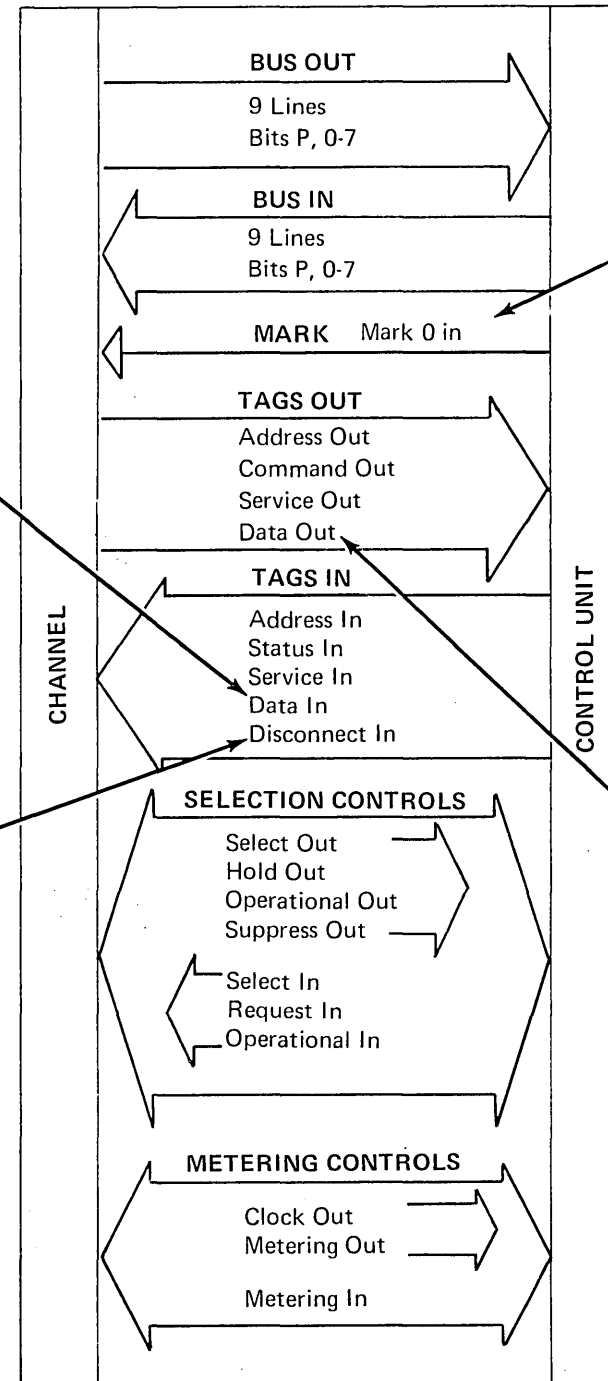 BUS OUT
9 Lines
Bits P, 0-7
BUS IN
9 Lines
Bits P, 0-7
MARK Mark 0 in
TAGS OUT
Address Out
Command Out
Service Out
Data Out
TAGS IN
Address In
Status In
Service In
Data In
Disconnect In
CHANNEL
CONTROL UNIT
SELECTION CONTROLS
Select Out
Hold Out
Operational Out
Suppress Out
Select In
Request In
Operational In
METERING CONTROLS
Clock Out
Metering Out
Metering In